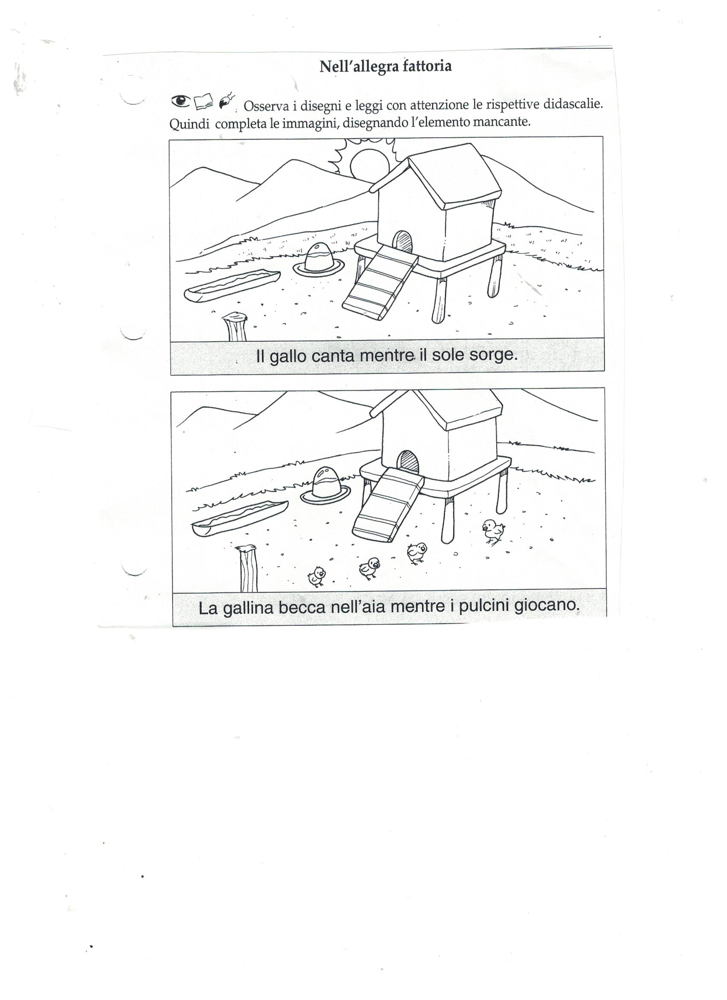 Nell'allegra fattoria
Osserva i disegni e leggi con attenzione le rispettive didascalie.
Quindi completa le immagini, disegnando l'elemento mancante.
Il gallo canta mentre il sole sorge.
La gallina becca nell'aia mentre i pulcini giocano.